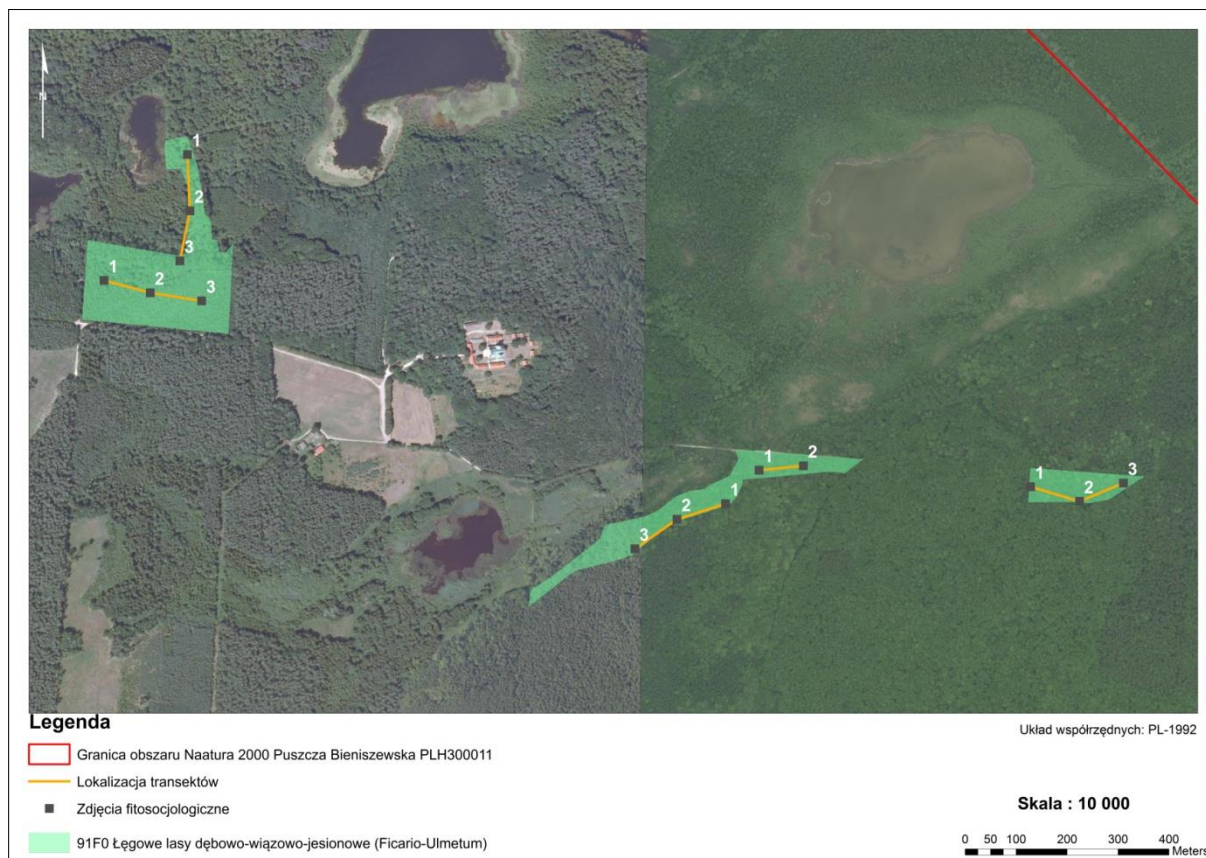 N
1
2
3
1
2
3
1
2
1
2
3
1
2
3
Legenda
Układ współrzędnych: PL-1992
Granica obszaru Naatura 2000 Puszcza Bieniszewska PLH300011
Lokalizacja transektów
Zdjęcia fitosocjologiczne
91F0 Łęgowe lasy dębowo-wiązowo-jesionowe (Ficario-Ulmetum)
Skala : 10 000
0 50 100 200 300 400
Meters